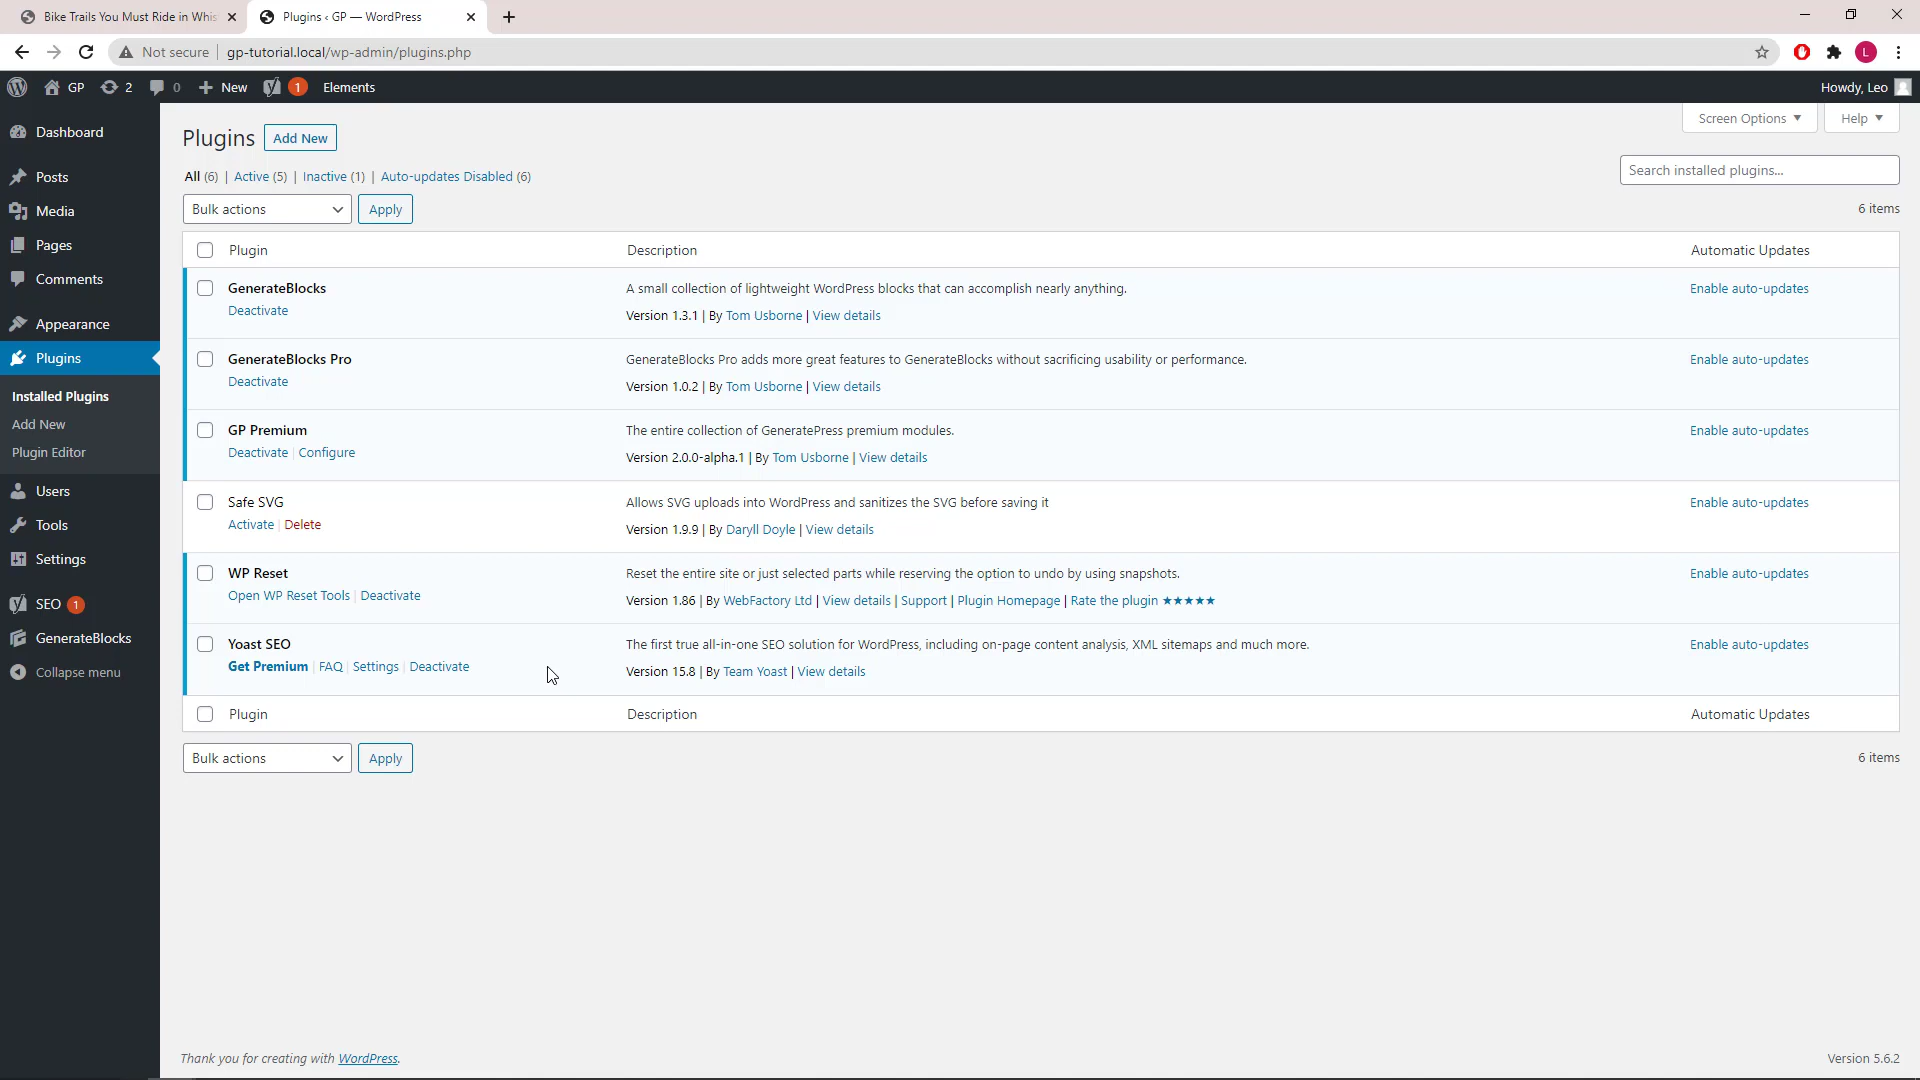 Bike Trails You Must Ride in Whis
Plugins ‹ GP — WordPress
Not secure | gp-tutorial.local/wp-admin/plugins.php
L
GP 2 0 New 1 Elements
Howdy, Leo
Dashboard
Posts
Media
Pages
Comments
Appearance
Plugins
Installed Plugins
Add New
Plugin Editor
Users
Tools
Settings
SEO 1
GenerateBlocks
Collapse menu
Screen Options
Help
Plugins Add New
All (6) | Active (5) | Inactive (1) | Auto-updates Disabled (6)
Search installed plugins...
Bulk actions Apply
6 items
Plugin Description Automatic Updates
GenerateBlocks A small collection of lightweight WordPress blocks that can accomplish nearly anything. Enable auto-updates
Deactivate Version 1.3.1 | By Tom Usborne | View details
GenerateBlocks Pro GenerateBlocks Pro adds more great features to GenerateBlocks without sacrificing usability or performance. Enable auto-updates
Deactivate Version 1.0.2 | By Tom Usborne | View details
GP Premium The entire collection of GeneratePress premium modules. Enable auto-updates
Deactivate | Configure Version 2.0.0-alpha.1 | By Tom Usborne | View details
Safe SVG Allows SVG uploads into WordPress and sanitizes the SVG before saving it Enable auto-updates
Activate | Delete Version 1.9.9 | By Daryll Doyle | View details
WP Reset Reset the entire site or just selected parts while reserving the option to undo by using snapshots. Enable auto-updates
Open WP Reset Tools | Deactivate Version 1.86 | By WebFactory Ltd | View details | Support | Plugin Homepage | Rate the plugin ★★★★★
Yoast SEO The first true all-in-one SEO solution for WordPress, including on-page content analysis, XML sitemaps and much more. Enable auto-updates
Get Premium | FAQ | Settings | Deactivate Version 15.8 | By Team Yoast | View details
Plugin Description Automatic Updates
Bulk actions Apply
6 items
Thank you for creating with WordPress.
Version 5.6.2